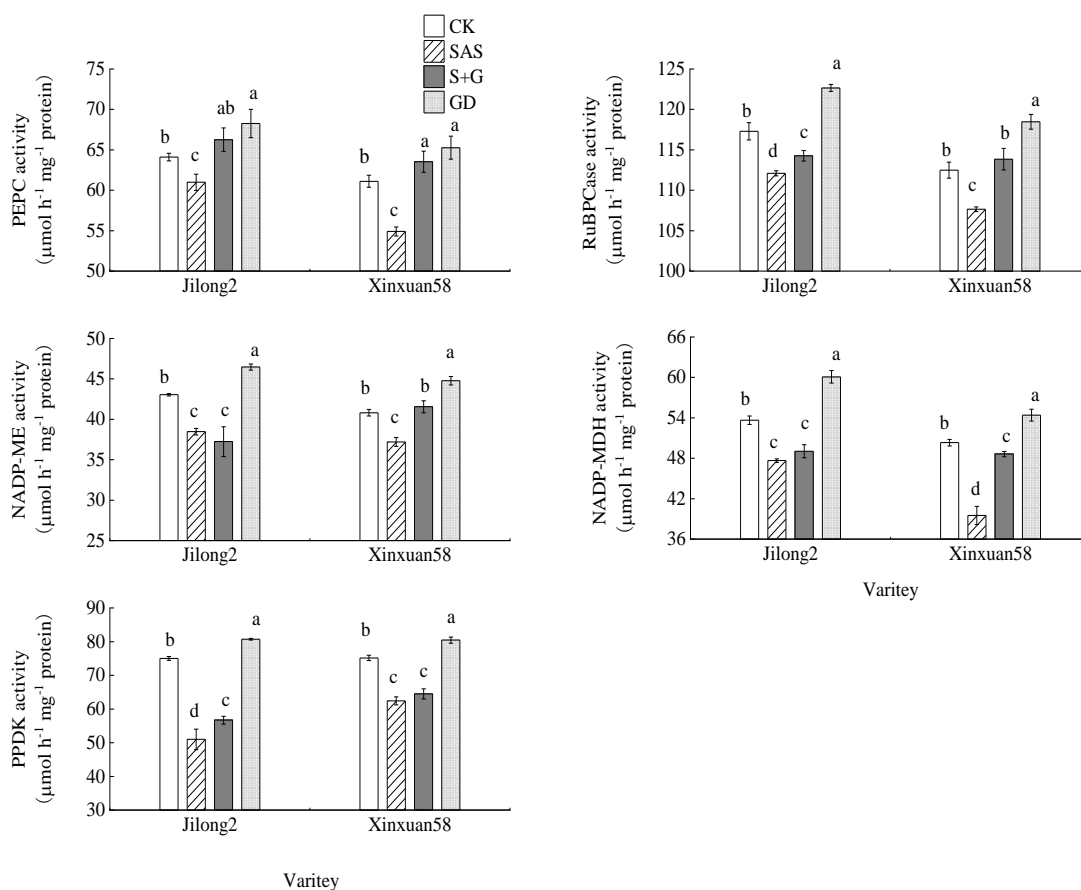 CK
SAS
S+G
GD
PEPC activity
(μmol h⁻¹ mg⁻¹ protein)
75
70
65
60
55
50
b
c
ab
a
b
c
a
a
Jilong2
Xinxuan58
RuBPCase activity
(μmol h⁻¹ mg⁻¹ protein)
125
120
116
112
108
104
100
b
d
c
a
b
c
b
a
Jilong2
Xinxuan58
NADP-ME activity
(μmol h⁻¹ mg⁻¹ protein)
50
45
40
35
30
25
b
c
c
a
b
c
b
a
Jilong2
Xinxuan58
NADP-MDH activity
(μmol h⁻¹ mg⁻¹ protein)
66
60
54
48
42
36
b
c
c
a
b
d
c
a
Jilong2
Xinxuan58
Varitey
PPDK activity
(μmol h⁻¹ mg⁻¹ protein)
90
80
70
60
50
40
30
b
d
c
a
b
c
c
a
Jilong2
Xinxuan58
Varitey